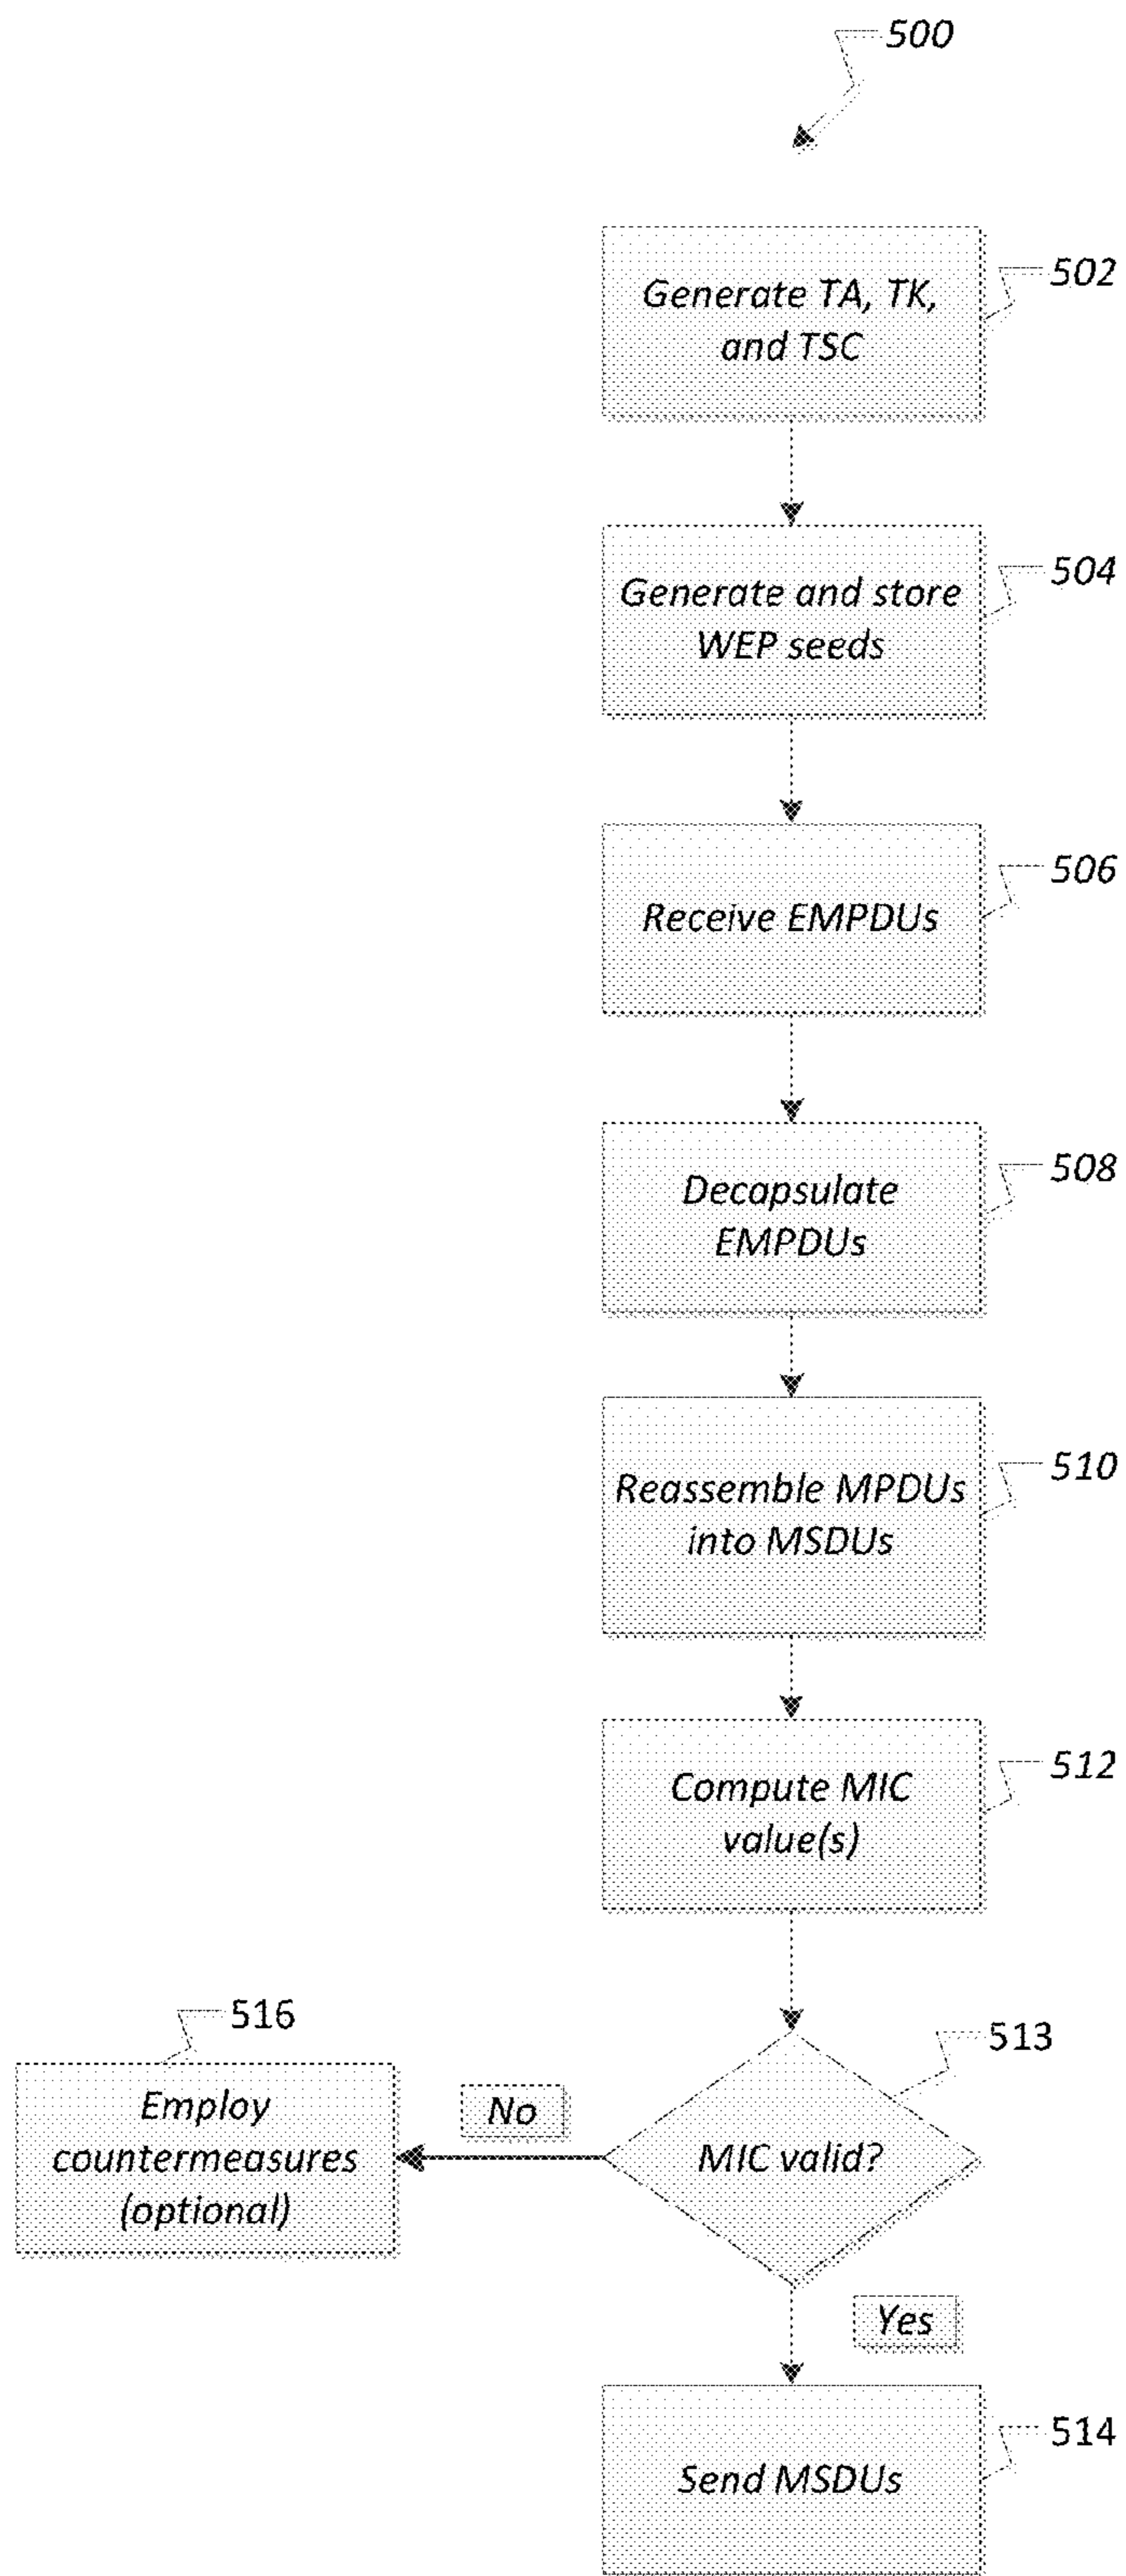 500
Generate TA, TK,
and TSC
502
Generate and store
WEP seeds
504
Receive EMPDUs
506
Decapsulate
EMPDUs
508
Reassemble MPDUs
into MSDUs
510
Compute MIC
value(s)
512
516
Employ
countermeasures
(optional)
No
513
MIC valid?
Yes
514
Send MSDUs